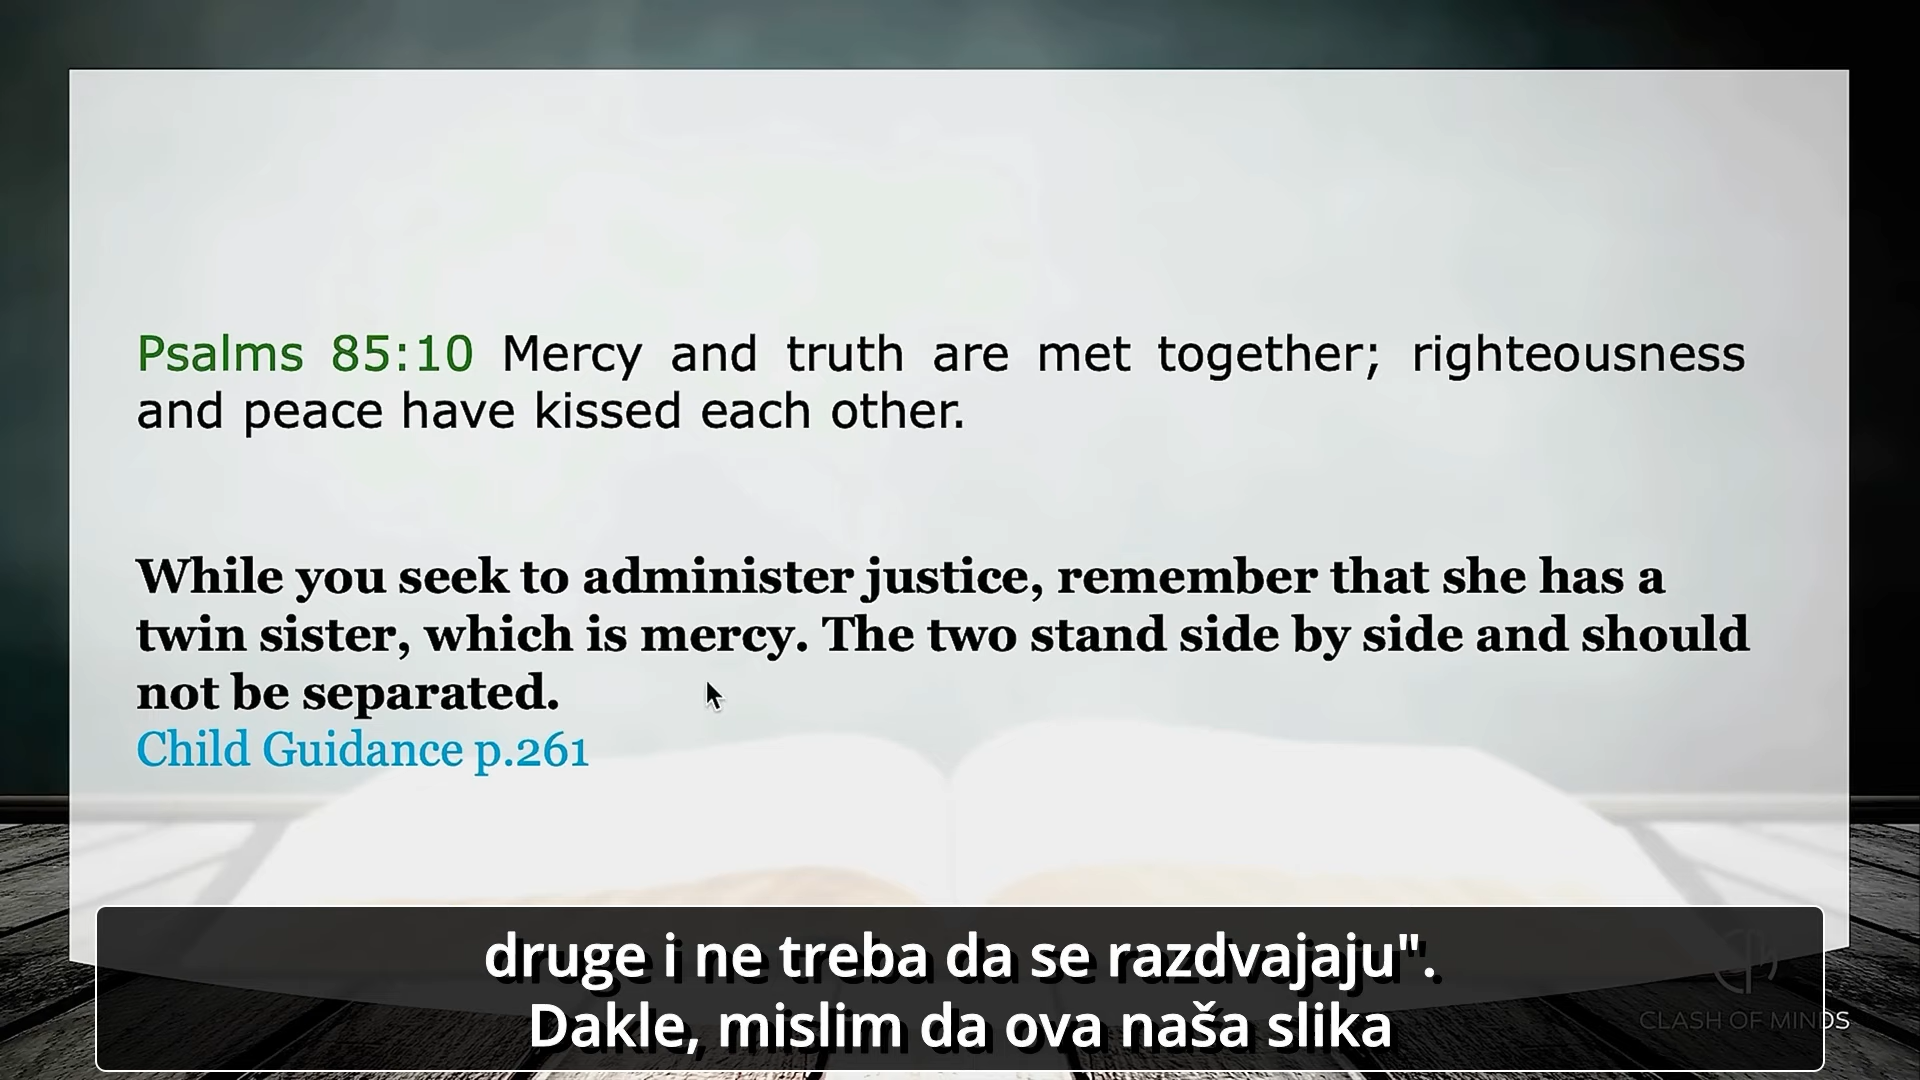 Psalms 85:10 Mercy and truth are met together; righteousness
and peace have kissed each other.
While you seek to administer justice, remember that she has a
twin sister, which is mercy. The two stand side by side and should
not be separated.
Child Guidance p.261
druge i ne treba da se razdvajaju".
Dakle, mislim da ova naša slika
CLASH OF MINDS